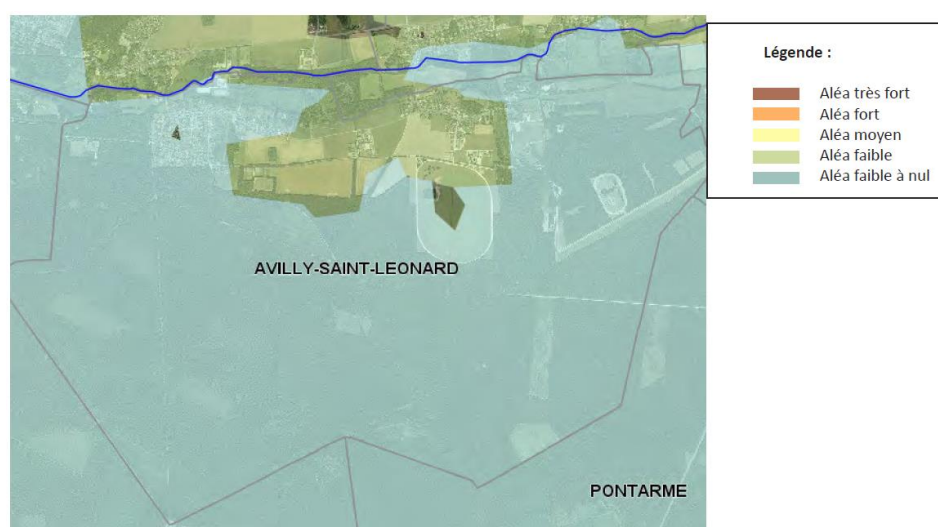 Légende :
Aléa très fort
Aléa fort
Aléa moyen
Aléa faible
Aléa faible à nul
AVILLY-SAINT-LEONARD
PONTARME